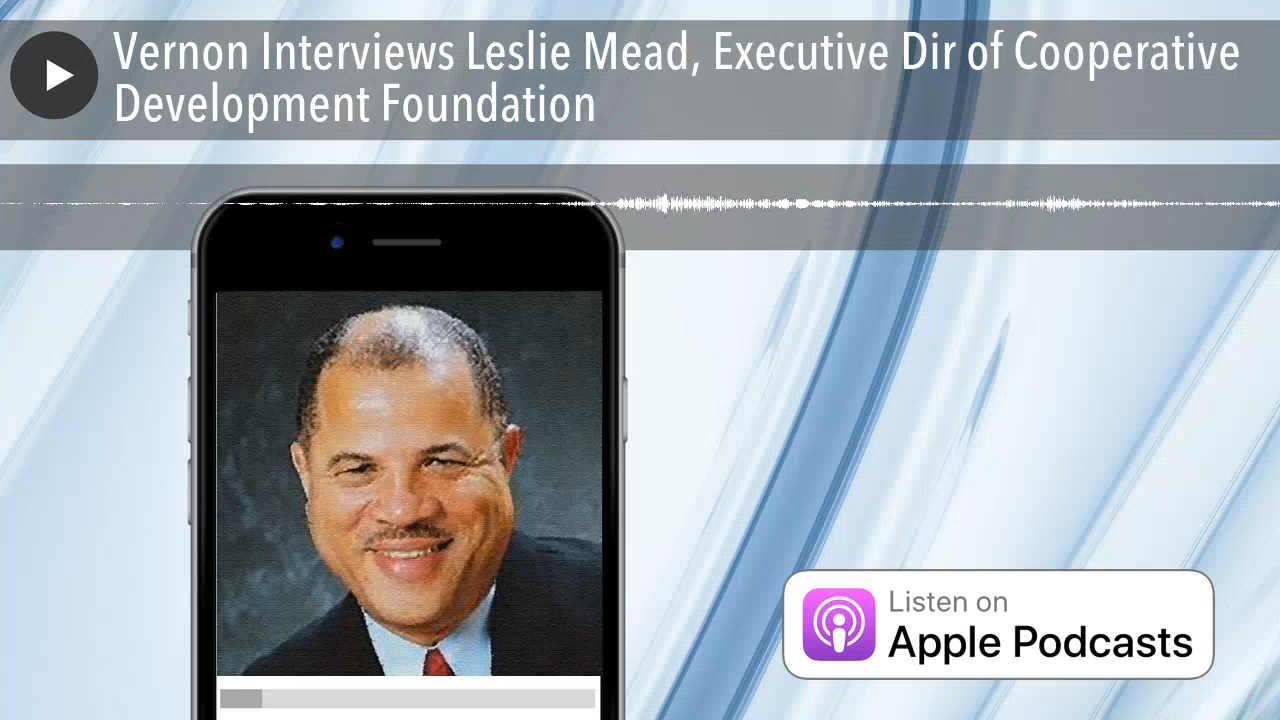 Vernon Interviews Leslie Mead, Executive Dir of Cooperative
Development Foundation
Listen on
Apple Podcasts